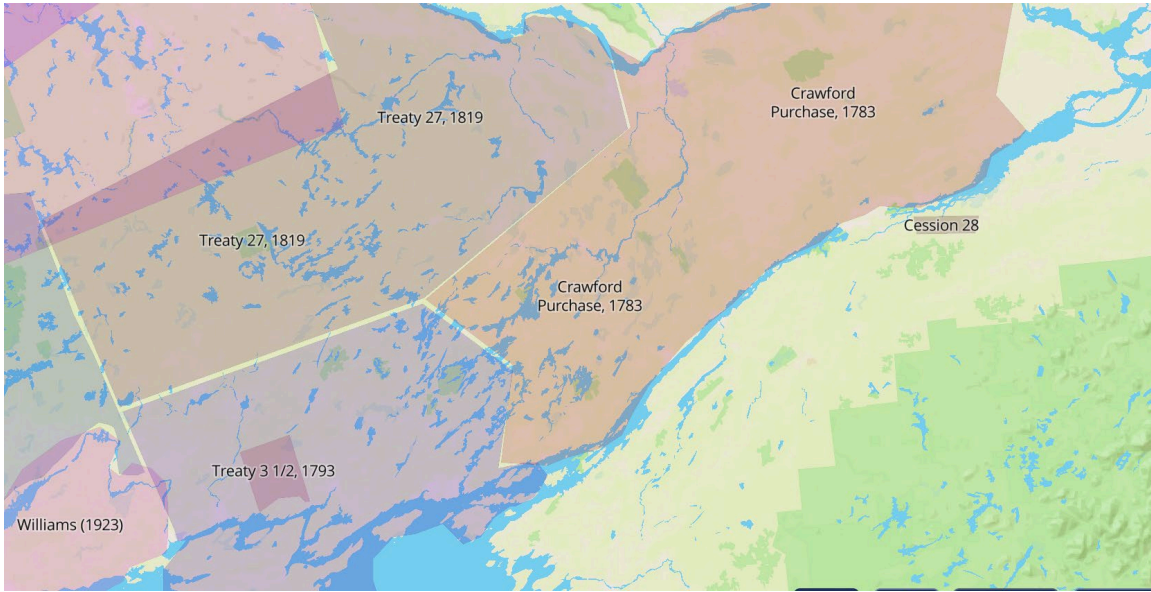 Crawford
Purchase, 1783
Treaty 27, 1819
Cession 28
Treaty 27, 1819
Crawford
Purchase, 1783
Treaty 3 1/2, 1793
Williams (1923)